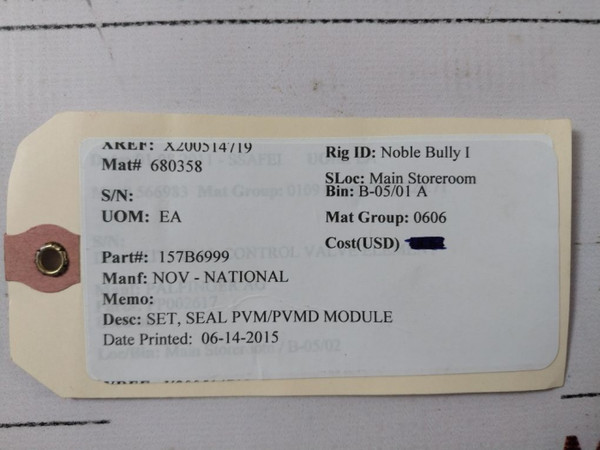 XREF: X200514719
Mat# 680358
S/N:
UOM: EA
Part#: 157B6999
Manf: NOV - NATIONAL
Memo:
Desc: SET, SEAL PVM/PVMD MODULE
Date Printed: 06-14-2015
Rig ID: Noble Bully I
SLoc: Main Storeroom
Bin: B-05/01 A
Mat Group: 0606
Cost(USD)